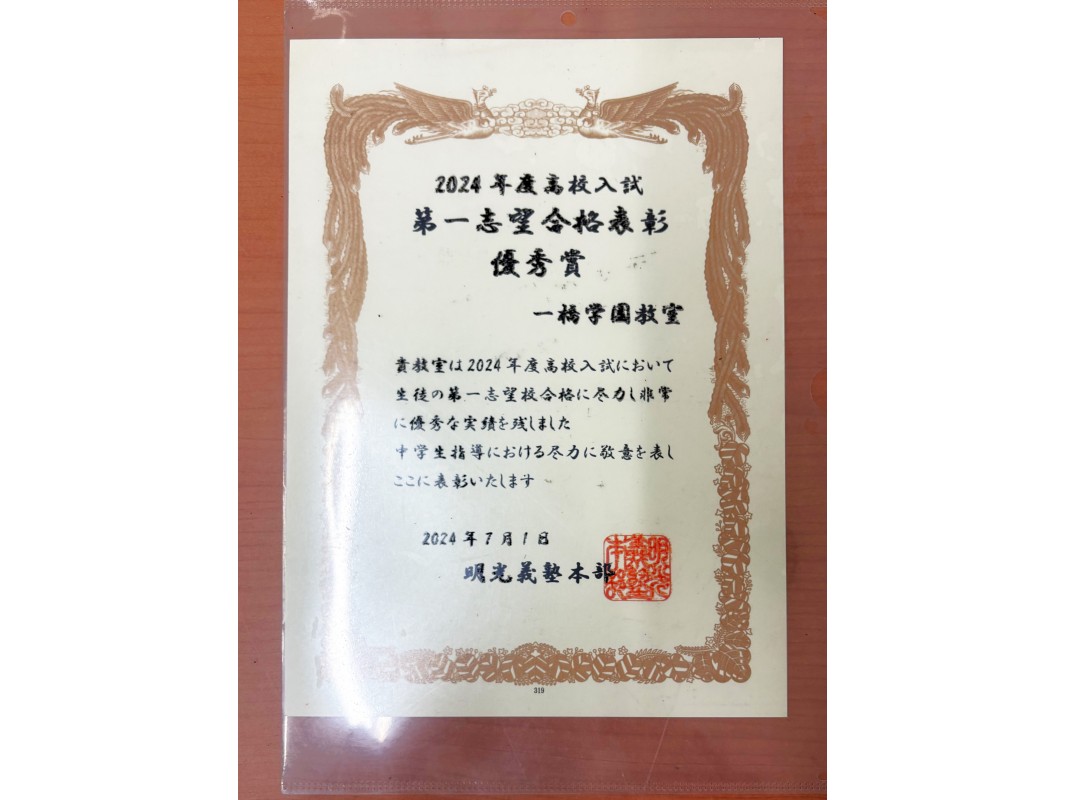 2024年度高校入試
第一志望合格表彰
優秀賞
一橋学園教室
貴教室は2024年度高校入試において
生徒の第一志望校合格に尽力し非常
に優秀な実績を残しました
中学生指導における尽力に敬意を表し
ここに表彰いたします
2024年7月1日
明光義塾本部
319